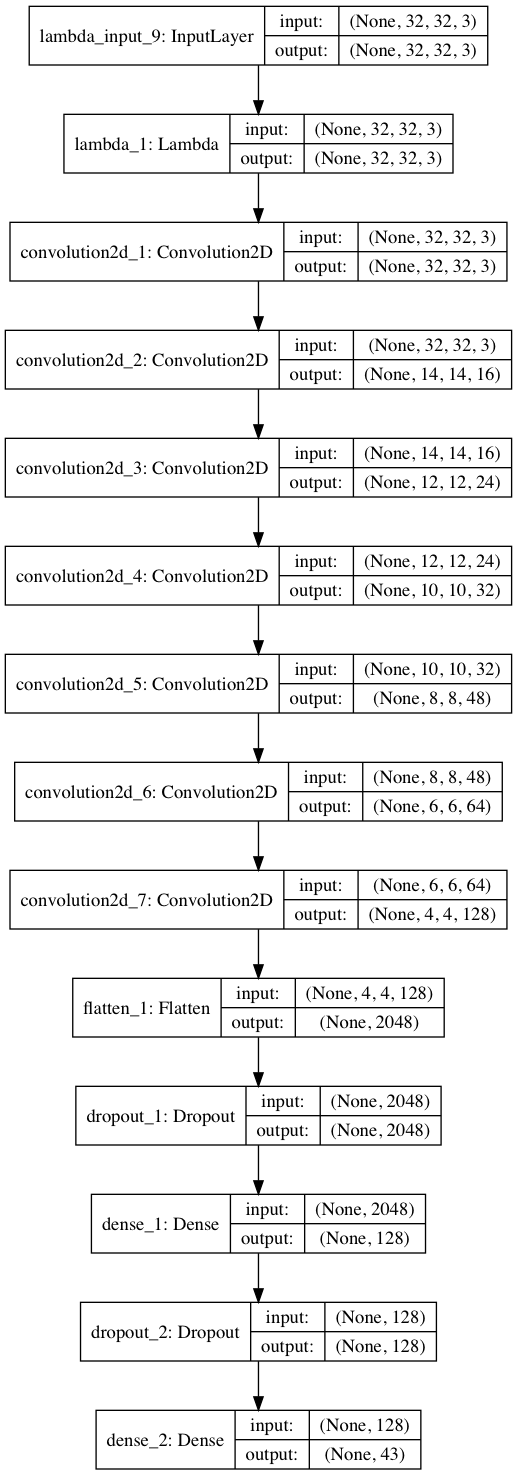 lambda_input_9: InputLayer
input: (None, 32, 32, 3)
output: (None, 32, 32, 3)
lambda_1: Lambda
input: (None, 32, 32, 3)
output: (None, 32, 32, 3)
convolution2d_1: Convolution2D
input: (None, 32, 32, 3)
output: (None, 32, 32, 3)
convolution2d_2: Convolution2D
input: (None, 32, 32, 3)
output: (None, 14, 14, 16)
convolution2d_3: Convolution2D
input: (None, 14, 14, 16)
output: (None, 12, 12, 24)
convolution2d_4: Convolution2D
input: (None, 12, 12, 24)
output: (None, 10, 10, 32)
convolution2d_5: Convolution2D
input: (None, 10, 10, 32)
output: (None, 8, 8, 48)
convolution2d_6: Convolution2D
input: (None, 8, 8, 48)
output: (None, 6, 6, 64)
convolution2d_7: Convolution2D
input: (None, 6, 6, 64)
output: (None, 4, 4, 128)
flatten_1: Flatten
input: (None, 4, 4, 128)
output: (None, 2048)
dropout_1: Dropout
input: (None, 2048)
output: (None, 2048)
dense_1: Dense
input: (None, 2048)
output: (None, 128)
dropout_2: Dropout
input: (None, 128)
output: (None, 128)
dense_2: Dense
input: (None, 128)
output: (None, 43)